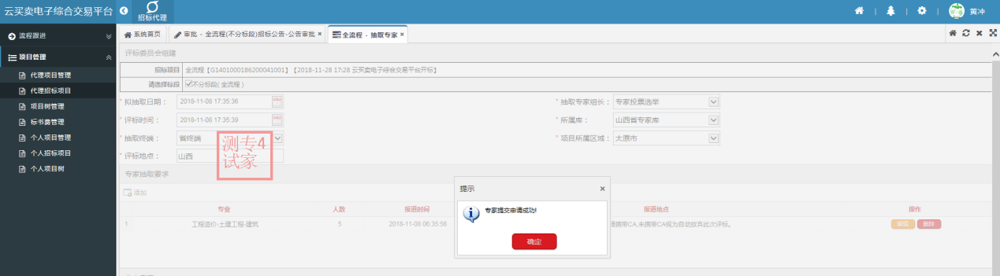 云买卖电子综合交易平台
招标代理
黄冲
流程跟进
项目管理
代理项目管理
代理招标项目
项目树管理
标书费管理
个人项目管理
个人招标项目
个人项目树
系统首页
审批 - 全流程(不分标段)招标公告-公告审批 ×
全流程 - 抽取专家 ×
评标委员会组建
招标项目 全流程【G1401000186200041001】【2018-11-28 17:28 云买卖电子综合交易平台开标】
请选择标段 不分标段( 全流程 )
* 拟抽取日期： 2018-11-08 17:35:36 * 抽取专家组长： 专家投票选举
* 评标时间： 2018-11-08 17:35:39 * 所属库： 山西省专家库
* 抽取终端： 省终端 * 项目所属区域： 太原市
* 评标地点： 山西
测专4
试家
专家抽取要求
添加
专业 人数 报道时间 报道地点 操作
1 工程造价-土建工程-建筑 5 2018-11-08 06:35:56 请携带CA,未携带CA视为自动放弃此次评标。 编辑 删除
提示 ×
专家提交申请成功!
确定